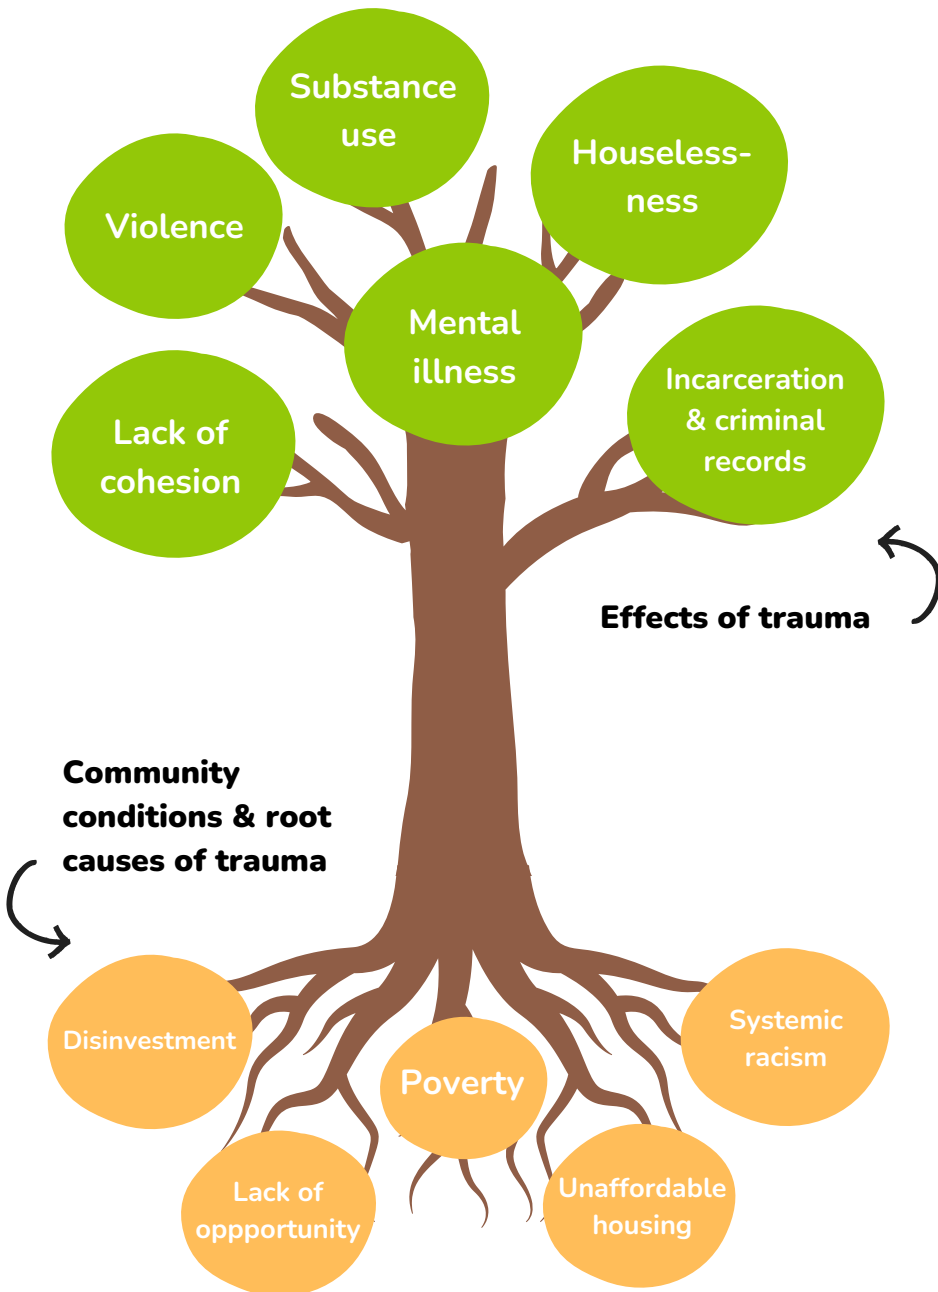 Substance
use
Houseless-
ness
Violence
Mental
illness
Incarceration
& criminal
records
Lack of
cohesion
Effects of trauma
Community
conditions & root
causes of trauma
Disinvestment
Systemic
racism
Poverty
Lack of
oppportunity
Unaffordable
housing